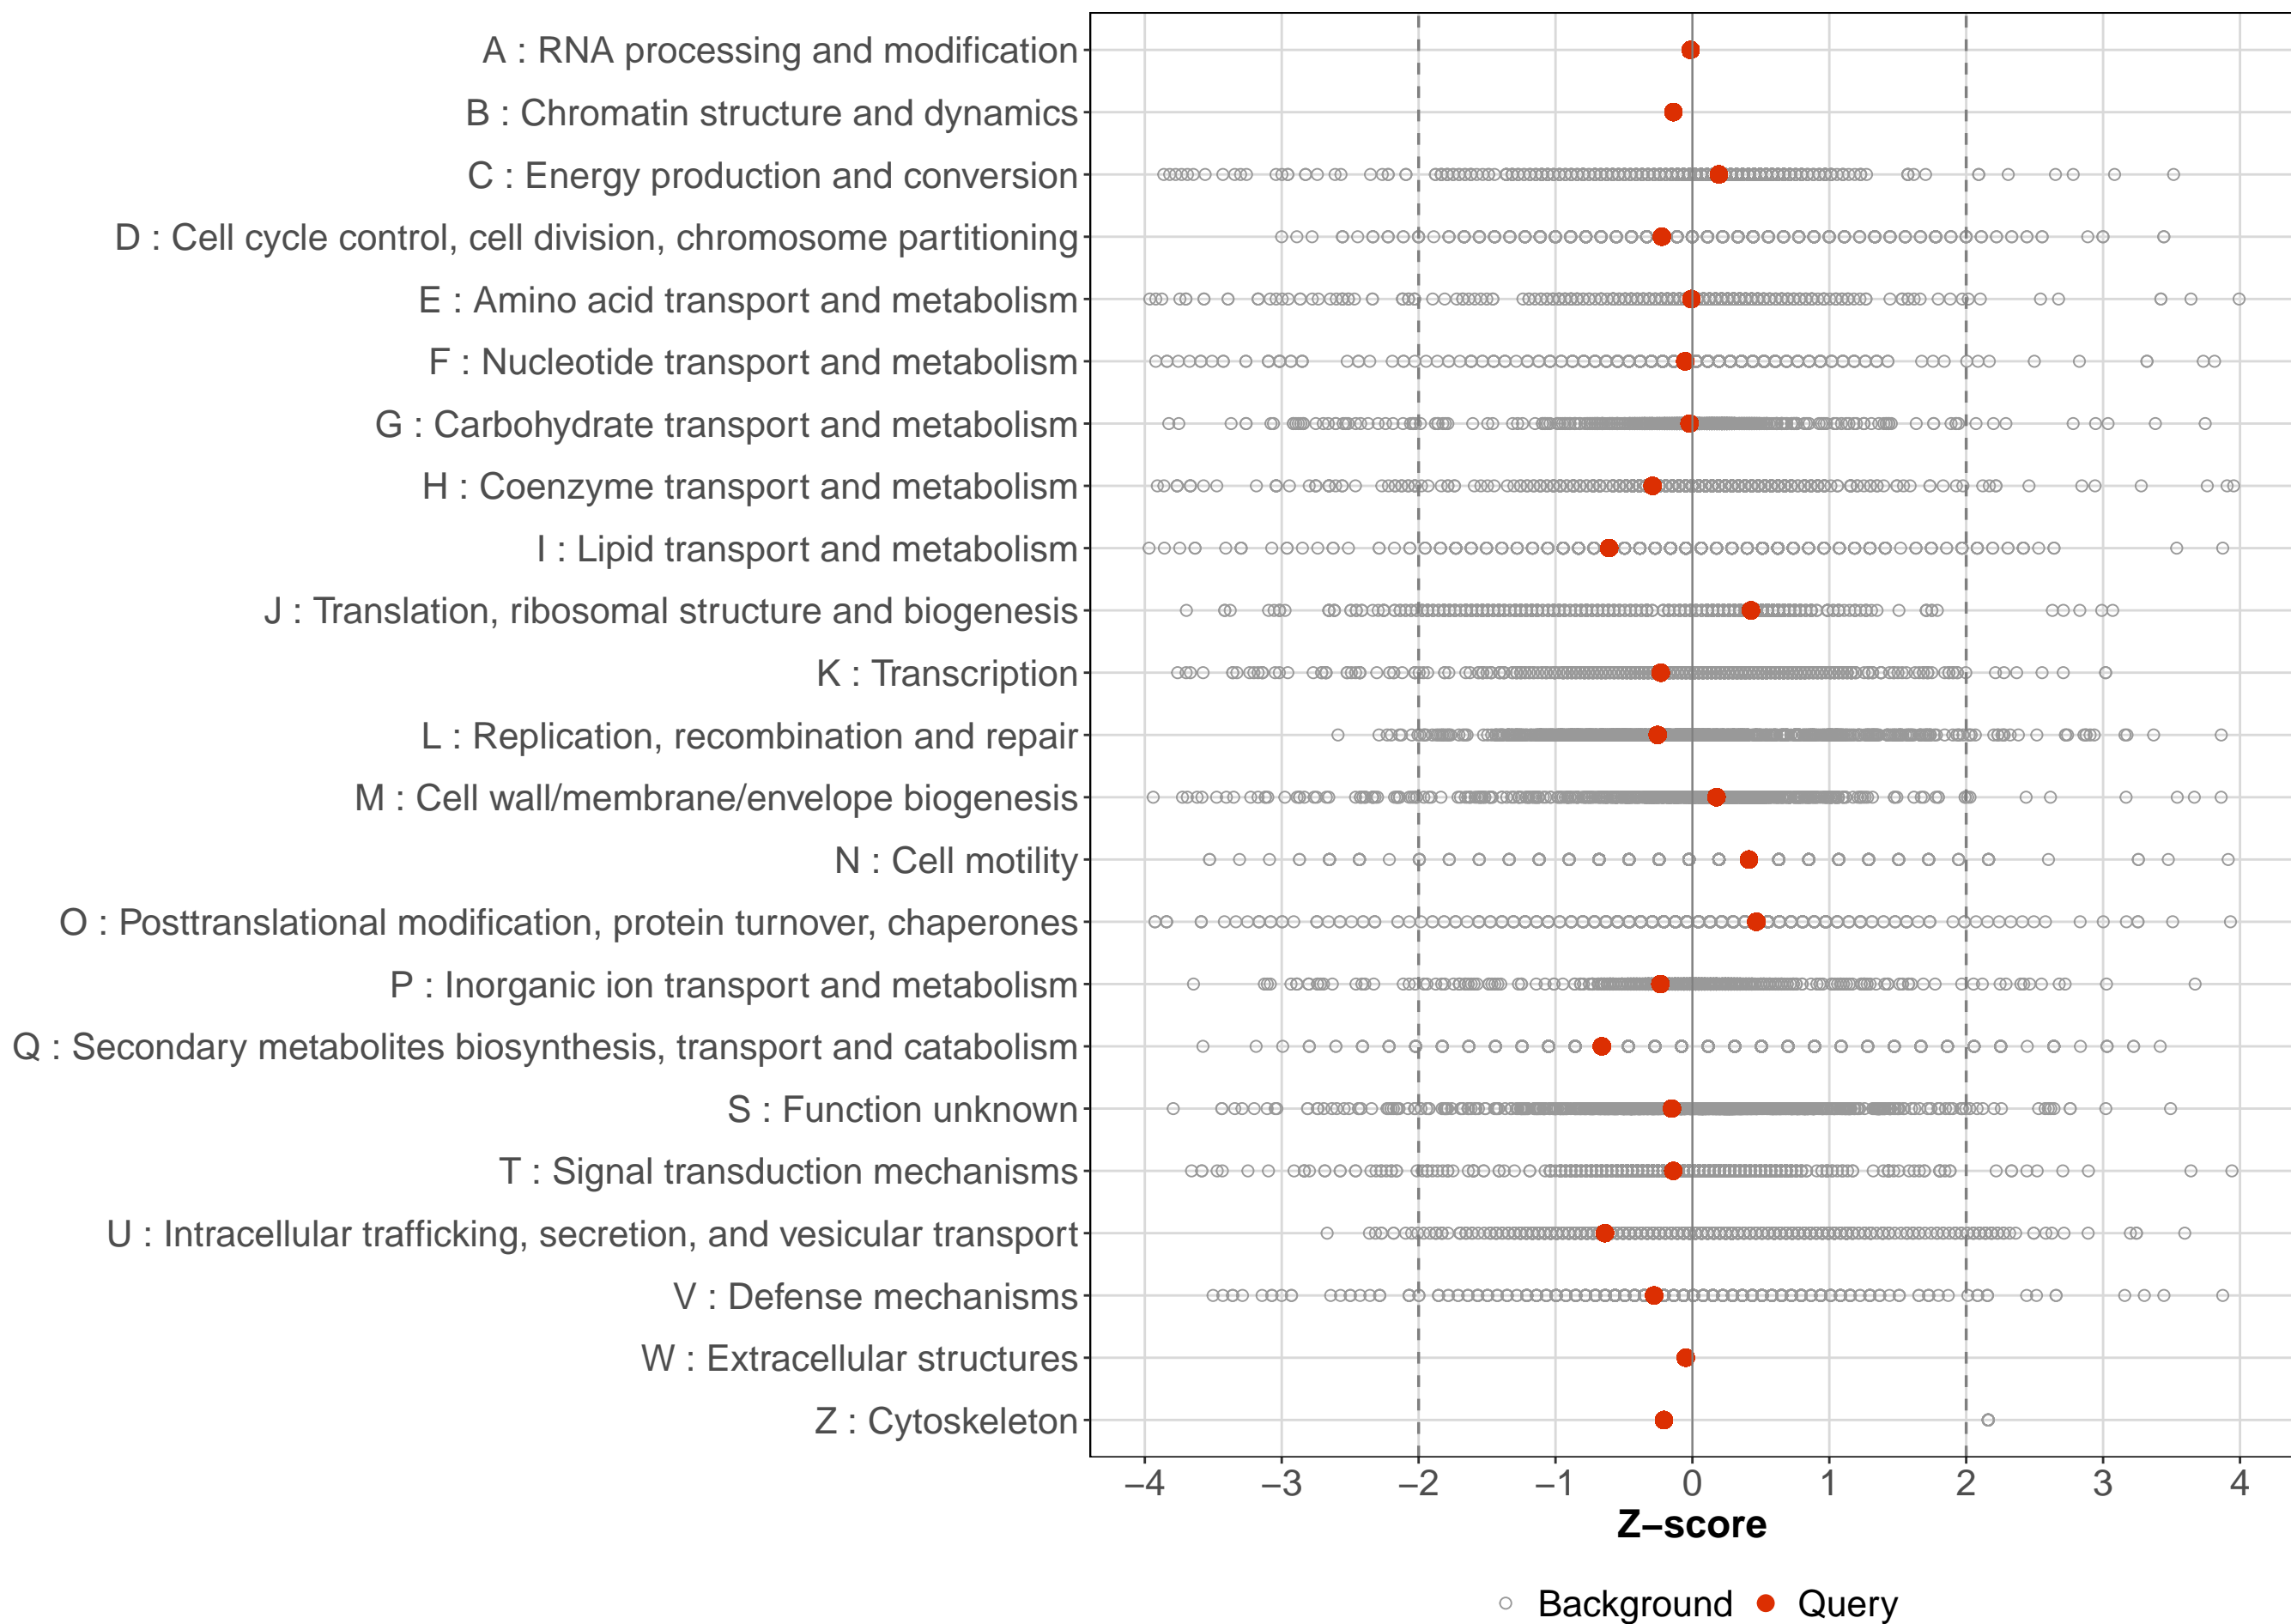 A : RNA processing and modification
B : Chromatin structure and dynamics
C : Energy production and conversion
D : Cell cycle control, cell division, chromosome partitioning
E : Amino acid transport and metabolism
F : Nucleotide transport and metabolism
G : Carbohydrate transport and metabolism
H : Coenzyme transport and metabolism
I : Lipid transport and metabolism
J : Translation, ribosomal structure and biogenesis
K : Transcription
L : Replication, recombination and repair
M : Cell wall/membrane/envelope biogenesis
N : Cell motility
O : Posttranslational modification, protein turnover, chaperones
P : Inorganic ion transport and metabolism
Q : Secondary metabolites biosynthesis, transport and catabolism
S : Function unknown
T : Signal transduction mechanisms
U : Intracellular trafficking, secretion, and vesicular transport
V : Defense mechanisms
W : Extracellular structures
Z : Cytoskeleton
−4 −3 −2 −1 0 1 2 3 4
Z−score
Background Query